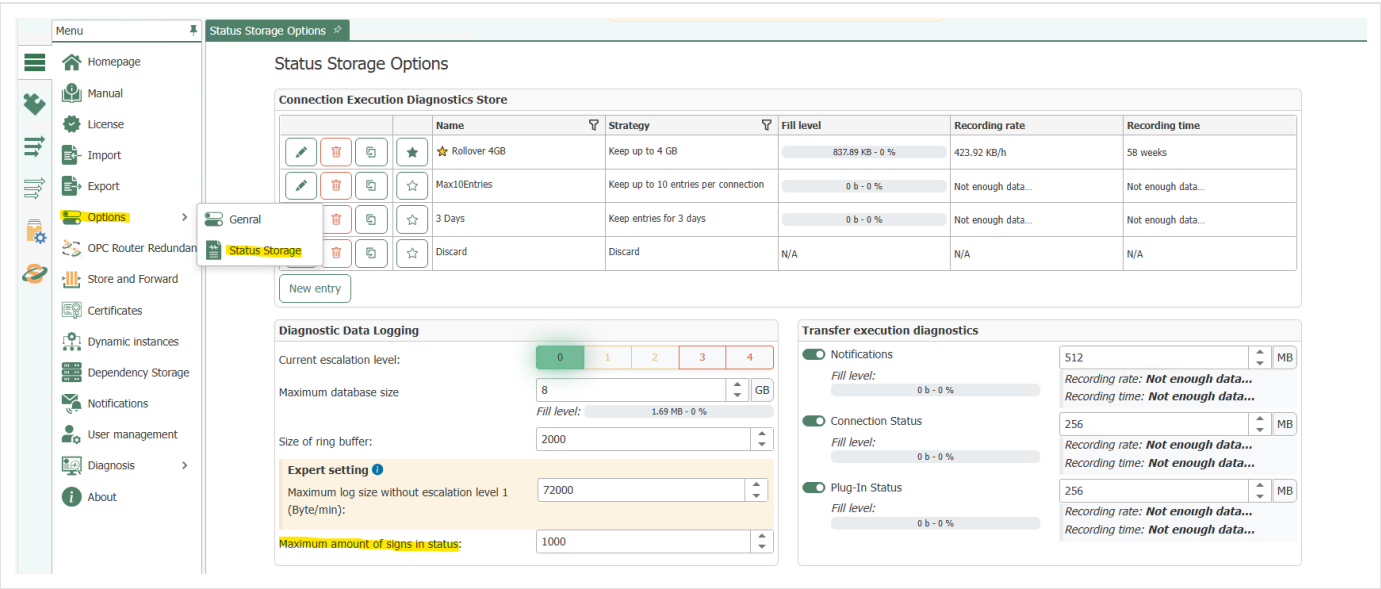 Menu
Status Storage Options
Homepage
Manual
License
Import
Export
Options
OPC Router Redundan
Store and Forward
Certificates
Dynamic instances
Dependency Storage
Notifications
User management
Diagnosis
About
Genral
Status Storage
Status Storage Options
Connection Execution Diagnostics Store
Name Strategy Fill level Recording rate Recording time
Rollover 4GB Keep up to 4 GB 837.89 KB - 0 % 423.92 KB/h 58 weeks
Max10Entries Keep up to 10 entries per connection 0 b - 0 % Not enough data... Not enough data...
3 Days Keep entries for 3 days 0 b - 0 % Not enough data... Not enough data...
Discard Discard N/A N/A N/A
New entry
Diagnostic Data Logging
Current escalation level: 0 1 2 3 4
Maximum database size 8 GB
Fill level: 1.69 MB - 0 %
Size of ring buffer: 2000
Expert setting i
Maximum log size without escalation level 1 72000
(Byte/min):
Maximum amount of signs in status: 1000
Transfer execution diagnostics
Notifications 512 MB
Fill level: Recording rate: Not enough data...
0 b - 0 % Recording time: Not enough data...
Connection Status 256 MB
Fill level: Recording rate: Not enough data...
0 b - 0 % Recording time: Not enough data...
Plug-In Status 256 MB
Fill level: Recording rate: Not enough data...
0 b - 0 % Recording time: Not enough data...